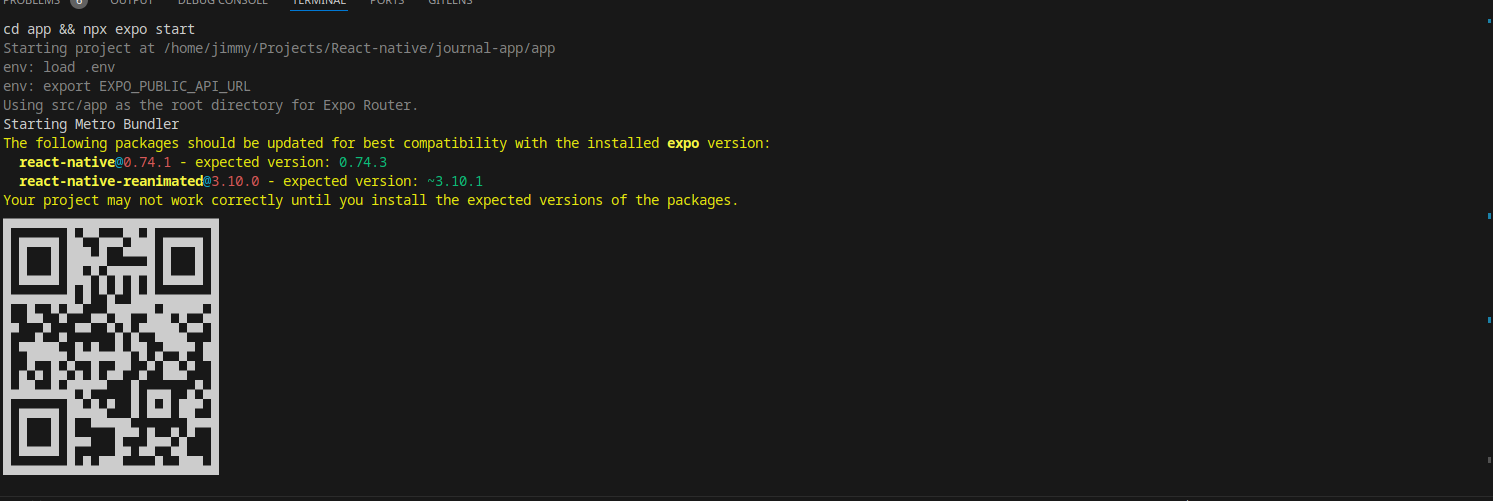 PROBLEMS 6 OUTPUT DEBUG CONSOLE TERMINAL PORTS GITLENS
cd app && npx expo start
Starting project at /home/jimmy/Projects/React-native/journal-app/app
env: load .env
env: export EXPO_PUBLIC_API_URL
Using src/app as the root directory for Expo Router.
Starting Metro Bundler
The following packages should be updated for best compatibility with the installed expo version:
  react-native@0.74.1 - expected version: 0.74.3
  react-native-reanimated@3.10.0 - expected version: ~3.10.1
Your project may not work correctly until you install the expected versions of the packages.